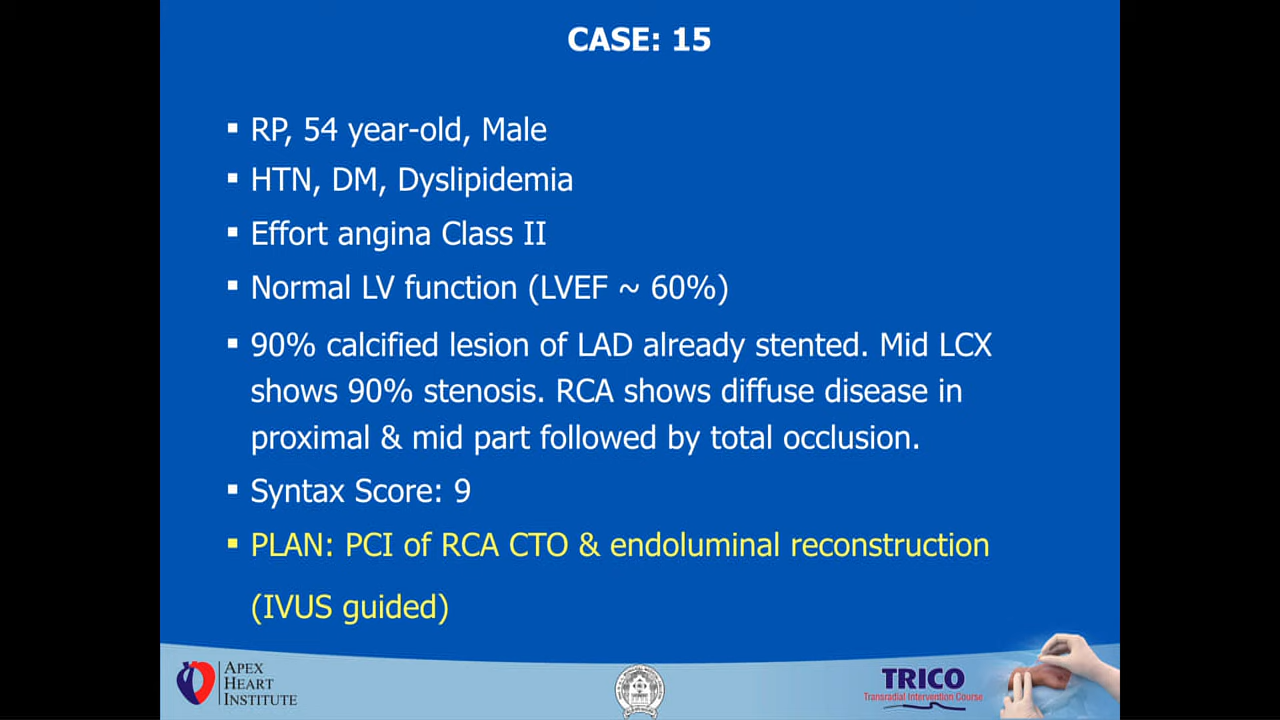 CASE: 15
▪ RP, 54 year-old, Male
▪ HTN, DM, Dyslipidemia
▪ Effort angina Class II
▪ Normal LV function (LVEF ~ 60%)
▪ 90% calcified lesion of LAD already stented. Mid LCX
shows 90% stenosis. RCA shows diffuse disease in
proximal & mid part followed by total occlusion.
▪ Syntax Score: 9
▪ PLAN: PCI of RCA CTO & endoluminal reconstruction
(IVUS guided)
APEX
HEART
INSTITUTE
TRICO
Transradial Intervention Course